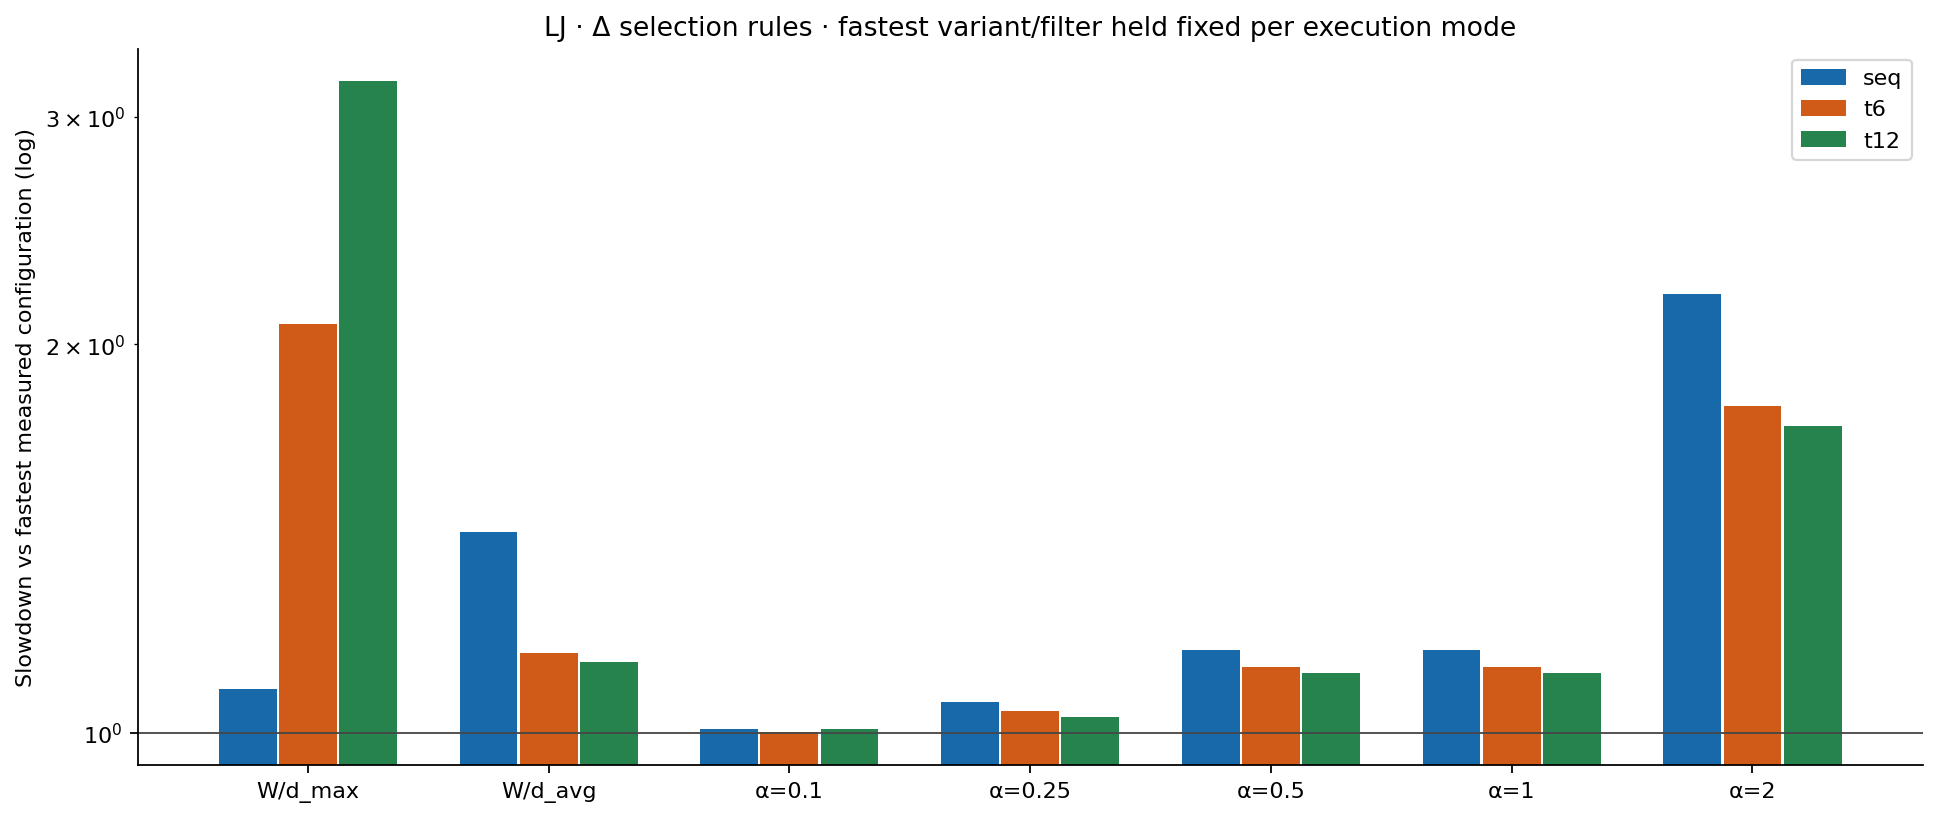 LJ · Δ selection rules · fastest variant/filter held fixed per execution mode
Slowdown vs fastest measured configuration (log)
3 × 10⁰
2 × 10⁰
10⁰
seq
t6
t12
W/d_max
W/d_avg
α=0.1
α=0.25
α=0.5
α=1
α=2